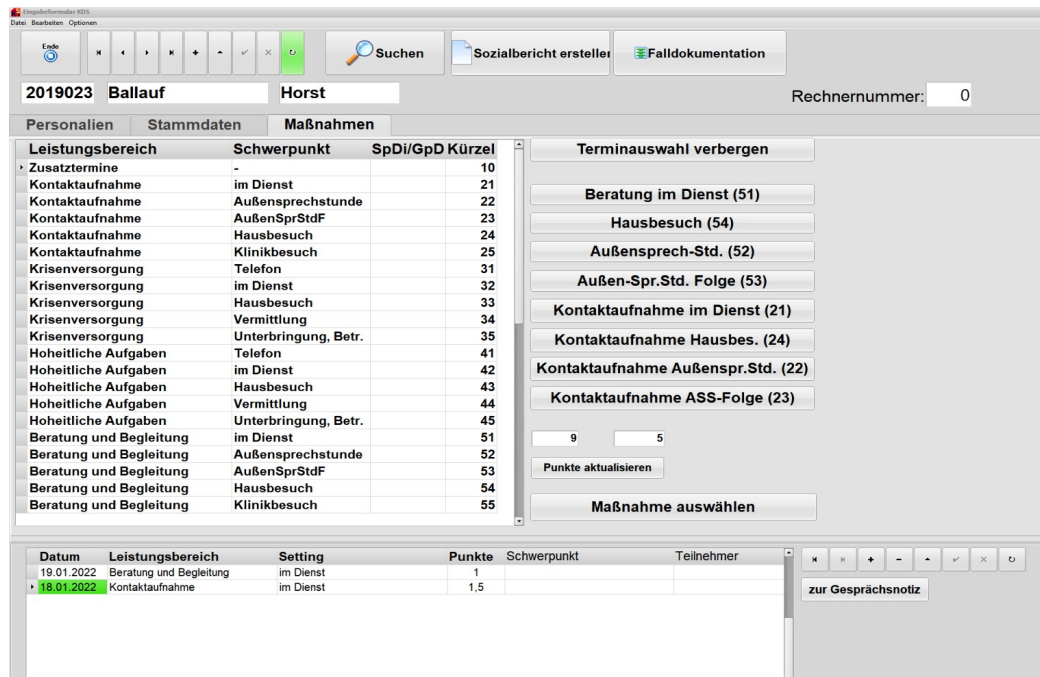 Eingabeformular KDS
Datei Bearbeiten Optionen
Ende Suchen Sozialbericht erstellen Falldokumentation
2019023 Ballauf Horst Rechnernummer: 0
Personalien Stammdaten Maßnahmen
Leistungsbereich Schwerpunkt SpDi/GpD Kürzel
Zusatztermine - 10
Kontaktaufnahme im Dienst 21
Kontaktaufnahme Außensprechstunde 22
Kontaktaufnahme AußenSprStdF 23
Kontaktaufnahme Hausbesuch 24
Kontaktaufnahme Klinikbesuch 25
Krisenversorgung Telefon 31
Krisenversorgung im Dienst 32
Krisenversorgung Hausbesuch 33
Krisenversorgung Vermittlung 34
Krisenversorgung Unterbringung, Betr. 35
Hoheitliche Aufgaben Telefon 41
Hoheitliche Aufgaben im Dienst 42
Hoheitliche Aufgaben Hausbesuch 43
Hoheitliche Aufgaben Vermittlung 44
Hoheitliche Aufgaben Unterbringung, Betr. 45
Beratung und Begleitung im Dienst 51
Beratung und Begleitung Außensprechstunde 52
Beratung und Begleitung AußenSprStdF 53
Beratung und Begleitung Hausbesuch 54
Beratung und Begleitung Klinikbesuch 55
Terminauswahl verbergen
Beratung im Dienst (51)
Hausbesuch (54)
Außensprech-Std. (52)
Außen-Spr.Std. Folge (53)
Kontaktaufnahme im Dienst (21)
Kontaktaufnahme Hausbes. (24)
Kontaktaufnahme Außenspr.Std. (22)
Kontaktaufnahme ASS-Folge (23)
9 5
Punkte aktualisieren
Maßnahme auswählen
Datum Leistungsbereich Setting Punkte Schwerpunkt Teilnehmer
19.01.2022 Beratung und Begleitung im Dienst 1
18.01.2022 Kontaktaufnahme im Dienst 1,5
zur Gesprächsnotiz